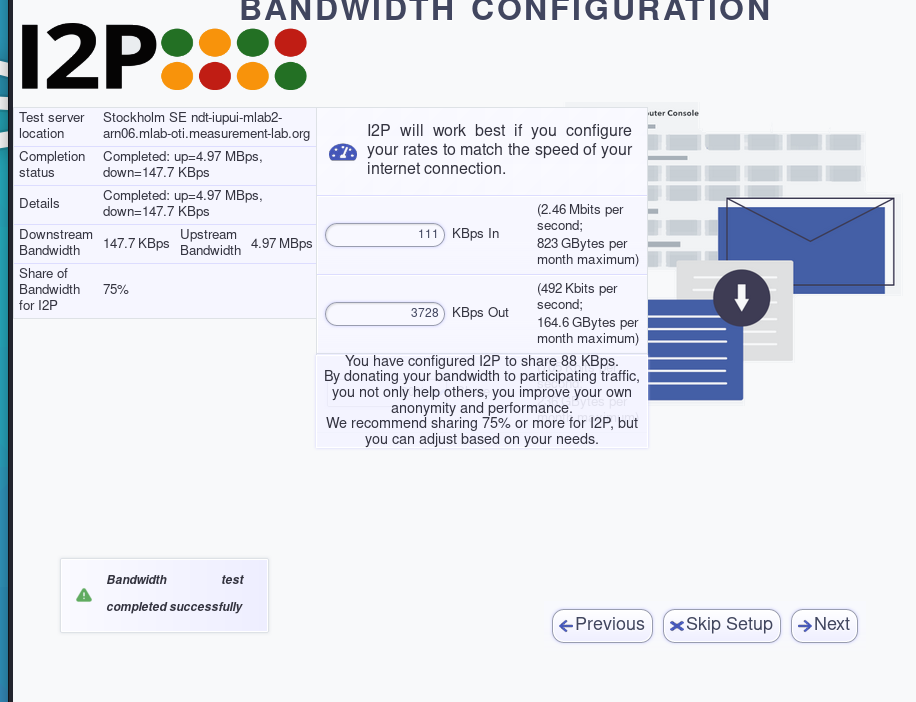 BANDWIDTH CONFIGURATION
I2P
Test server
location
Stockholm SE ndt-iupui-mlab2-
arn06.mlab-oti.measurement-lab.org
Completion
status
Completed: up=4.97 MBps,
down=147.7 KBps
Details
Completed: up=4.97 MBps,
down=147.7 KBps
Downstream
Bandwidth
147.7 KBps
Upstream
Bandwidth
4.97 MBps
Share of
Bandwidth
for I2P
75%
I2P will work best if you configure
your rates to match the speed of your
internet connection.
111
KBps In
(2.46 Mbits per
second;
823 GBytes per
month maximum)
3728
KBps Out
(492 Kbits per
second;
164.6 GBytes per
month maximum)
You have configured I2P to share 88 KBps.
By donating your bandwidth to participating traffic,
you not only help others, you improve your own
anonymity and performance.
We recommend sharing 75% or more for I2P, but
you can adjust based on your needs.
Console
Bandwidth test
completed successfully
Previous
Skip Setup
Next